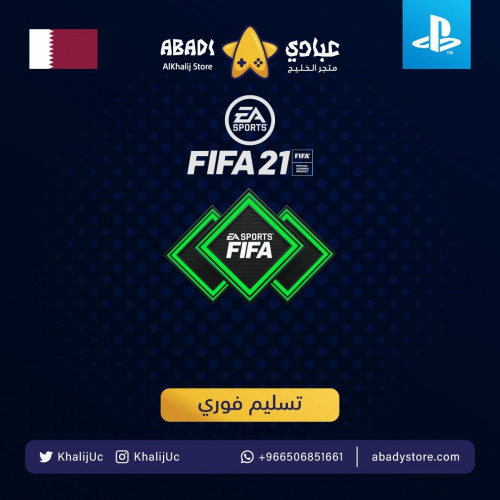 ABADI
AlKhalij Store
عبادي
متجر الخليج
TM
EA
SPORTS
FIFA 21
FIFA
OFFICIAL
LICENSED
PRODUCT
EA SPORTS
FIFA
تسليم فوري
KhalijUc
KhalijUc
+966506851661
abadystore.com